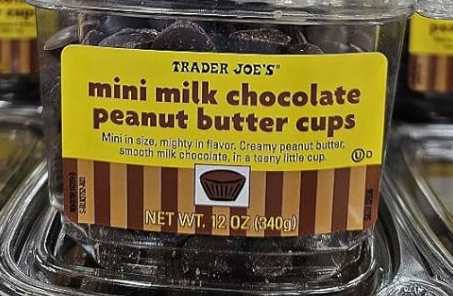 TRADER JOE'S®
mini milk chocolate
peanut butter cups
Mini in size, mighty in flavor. Creamy peanut butter,
smooth milk chocolate, in a teeny little cup.
U D
NET WT. 12 OZ (340g)